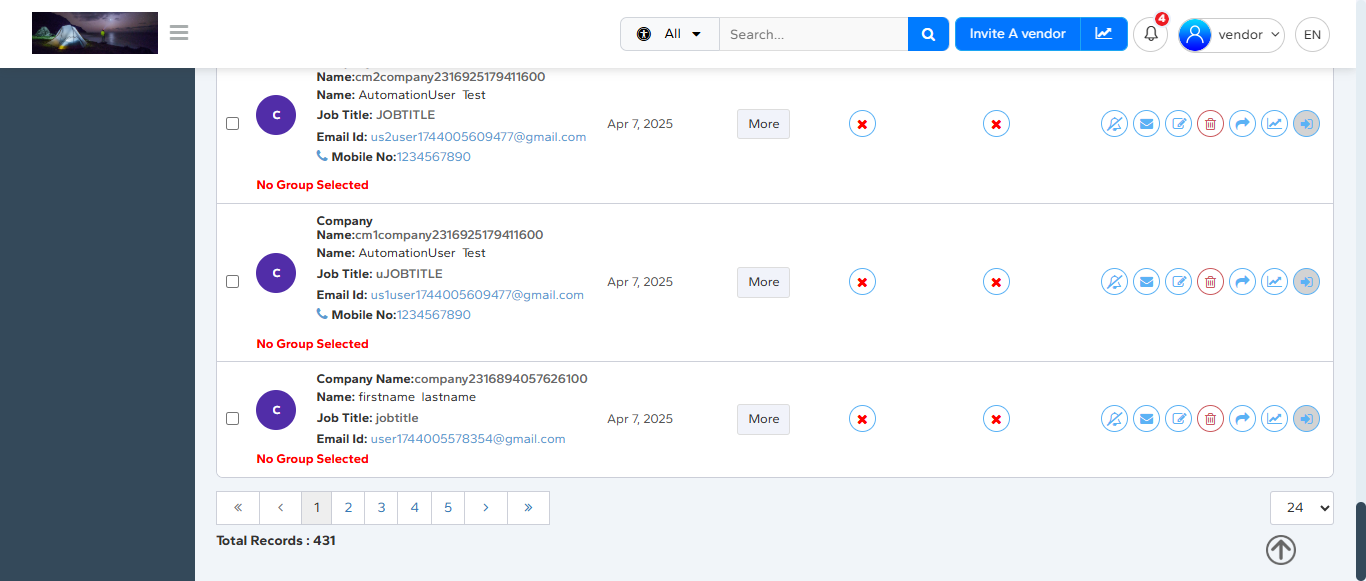 All
Search...
Invite A vendor
4
vendor
EN
Name:cm2company2316925179411600
Name: AutomationUser Test
C
Job Title: JOBTITLE
Apr 7, 2025
More
Email Id: us2user1744005609477@gmail.com
Mobile No:1234567890
No Group Selected
Company
Name:cm1company2316925179411600
Name: AutomationUser Test
C
Job Title: uJOBTITLE
Apr 7, 2025
More
Email Id: us1user1744005609477@gmail.com
Mobile No:1234567890
No Group Selected
Company Name:company2316894057626100
Name: firstname lastname
C
Job Title: jobtitle
Apr 7, 2025
More
Email Id: user1744005578354@gmail.com
No Group Selected
« ‹ 1 2 3 4 5 › »
24
Total Records : 431